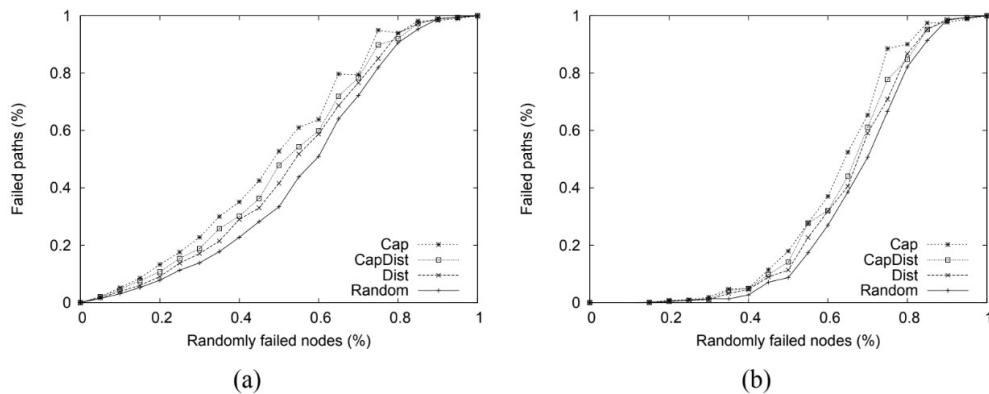 1
0.8
0.6
0.4
0.2
0
Failed paths (%)
Cap
CapDist
Dist
Random
0 0.2 0.4 0.6 0.8 1
Randomly failed nodes (%)
(a)
1
0.8
0.6
0.4
0.2
0
Failed paths (%)
Cap
CapDist
Dist
Random
0 0.2 0.4 0.6 0.8 1
Randomly failed nodes (%)
(b)